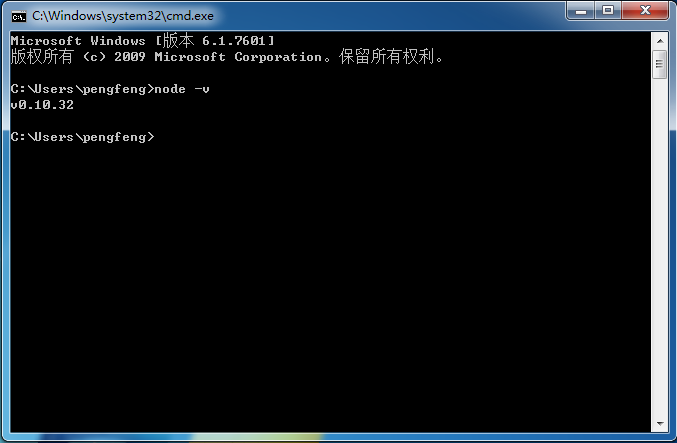 C:\Windows\system32\cmd.exe
Microsoft Windows [版本 6.1.7601]
版权所有 (c) 2009 Microsoft Corporation。保留所有权利。
C:\Users\pengfeng>node -v
v0.10.32
C:\Users\pengfeng>